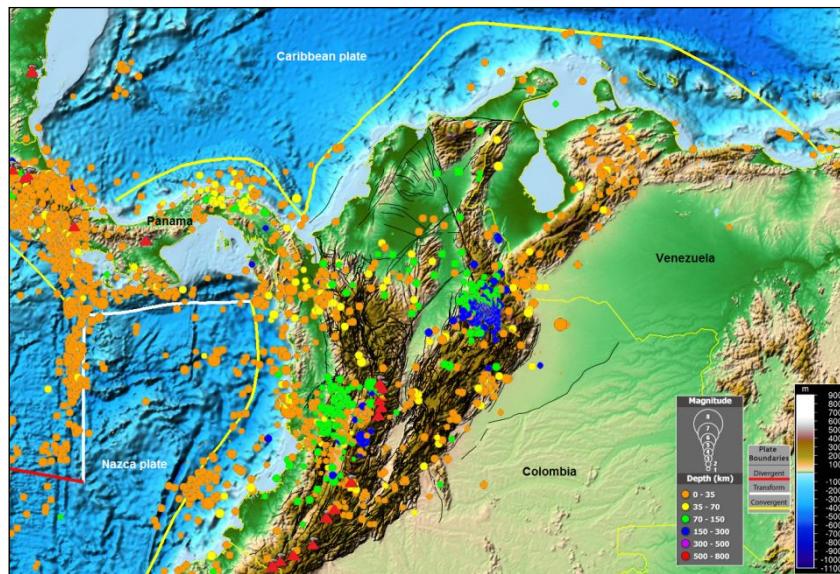 Caribbean plate
Panama
Venezuela
Nazca plate
Colombia
Magnitude
8
7
6
5
4
3
2
1
Depth (km)
0 - 35
35 - 70
70 - 150
150 - 300
300 - 500
500 - 800
Plate
Boundaries
Divergent
Transform
Convergent
m